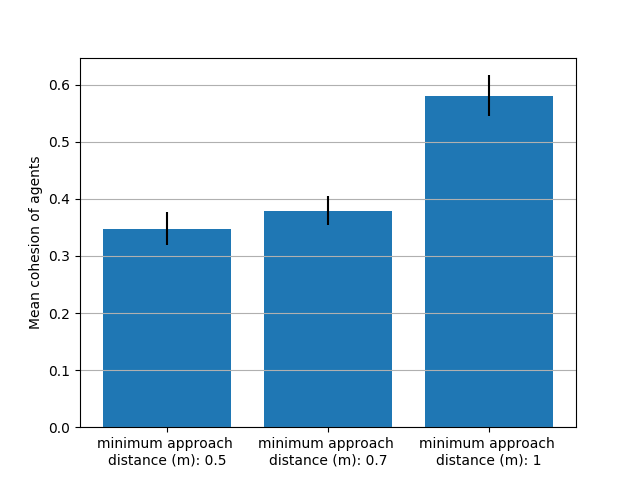 0.6
0.5
0.4
0.3
0.2
0.1
0.0
Mean cohesion of agents
minimum approach
distance (m): 0.5
minimum approach
distance (m): 0.7
minimum approach
distance (m): 1